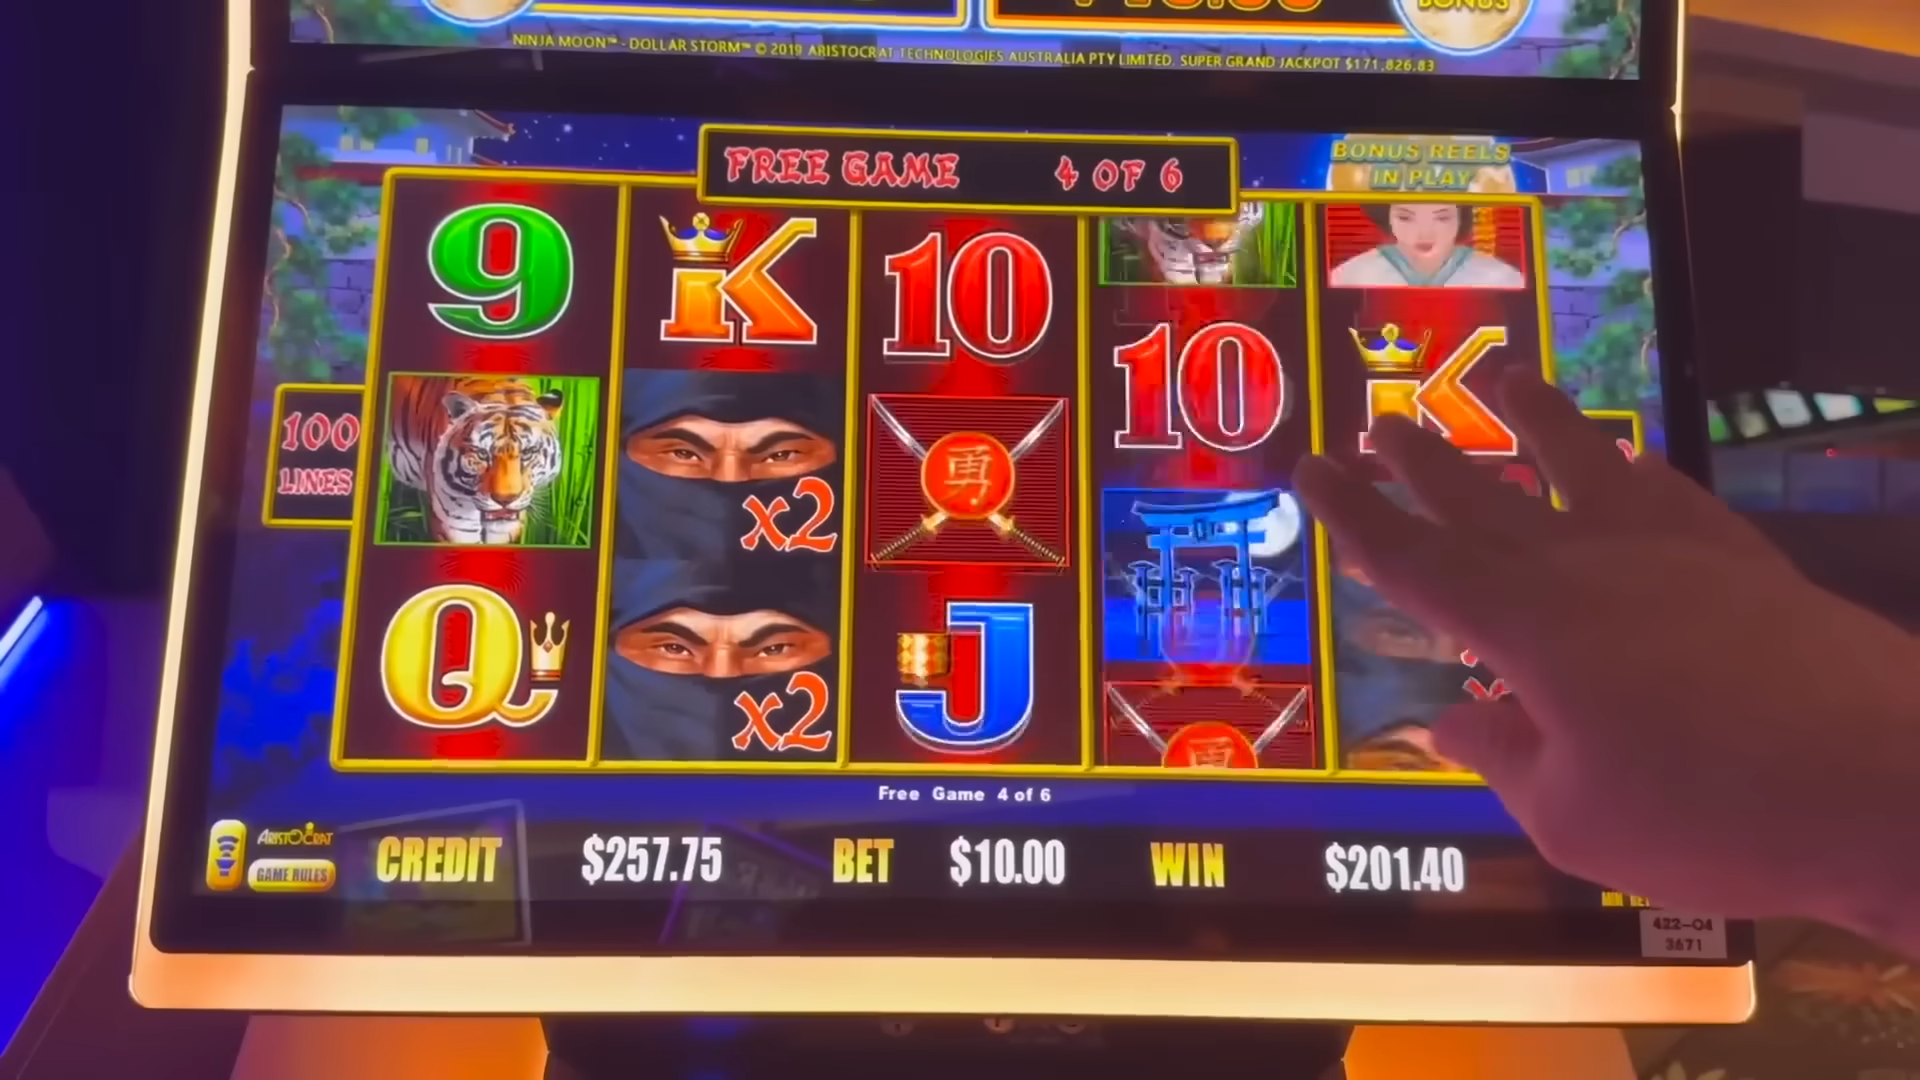 BONUS
NINJA MOON™ - DOLLAR STORM™ © 2019 ARISTOCRAT TECHNOLOGIES AUSTRALIA PTY LIMITED. SUPER GRAND JACKPOT $171,826.83
FREE GAME 4 OF 6
BONUS REELS
IN PLAY
9 K 10
10 K
100
LINES
x2
勇
Q x2 J
勇
Free Game 4 of 6
ARISTOCRAT
GAME RULES
CREDIT $257.75 BET $10.00 WIN $201.40
422-04
3671